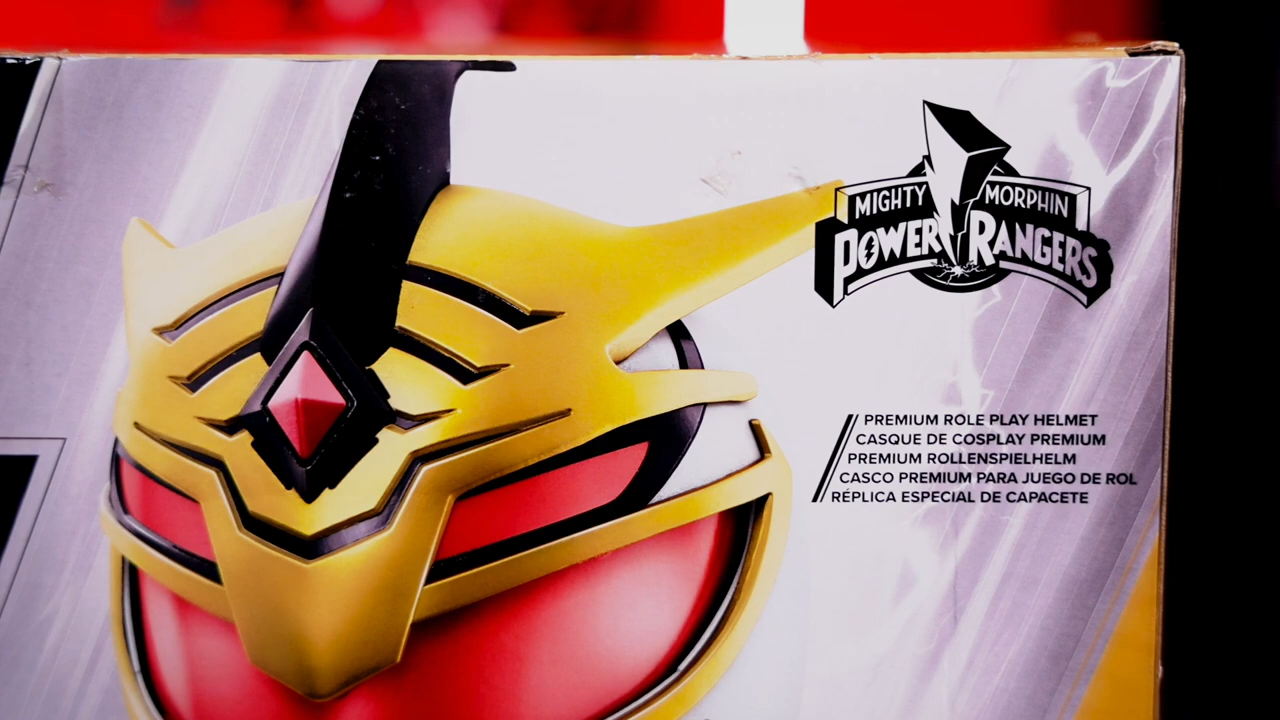 MIGHTY MORPHIN
POWER RANGERS
PREMIUM ROLE PLAY HELMET
CASQUE DE COSPLAY PREMIUM
PREMIUM ROLLENSPIELHELM
CASCO PREMIUM PARA JUEGO DE ROL
RÉPLICA ESPECIAL DE CAPACETE